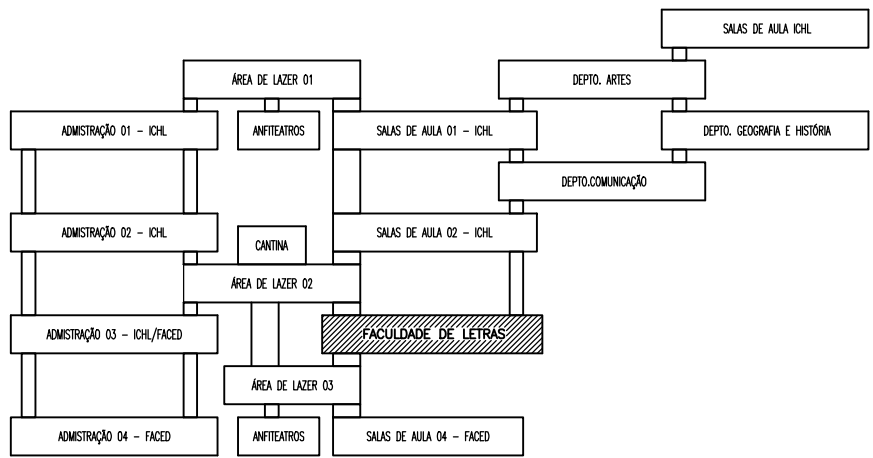 SALAS DE AULA ICHL
ÁREA DE LAZER 01
DEPTO. ARTES
ADMISTRAÇÃO 01 - ICHL
ANFITEATROS
SALAS DE AULA 01 - ICHL
DEPTO. GEOGRAFIA E HISTÓRIA
DEPTO.COMUNICAÇÃO
ADMISTRAÇÃO 02 - ICHL
CANTINA
SALAS DE AULA 02 - ICHL
ÁREA DE LAZER 02
ADMISTRAÇÃO 03 - ICHL/FACED
FACULDADE DE LETRAS
ÁREA DE LAZER 03
ADMISTRAÇÃO 04 - FACED
ANFITEATROS
SALAS DE AULA 04 - FACED